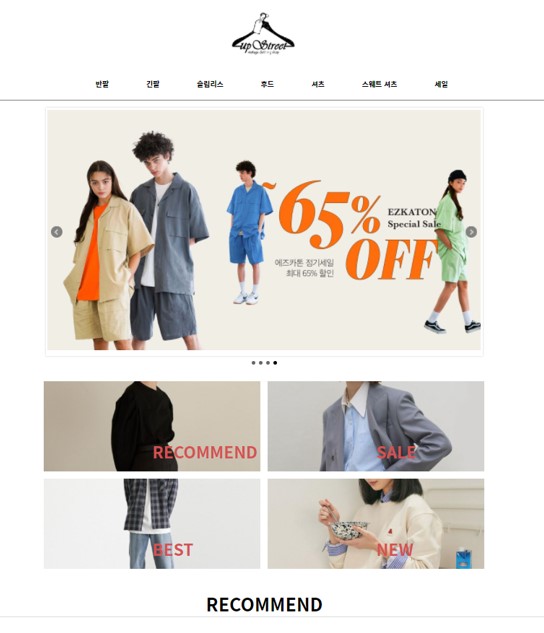 up Street
반팔 긴팔 슬림리스 후드 셔츠 스웨트 셔츠 세일
~65%
OFF
EZKATON
Special Sale
에즈카톤 정기세일
최대 65% 할인
RECOMMEND
SALE
BEST
NEW
RECOMMEND